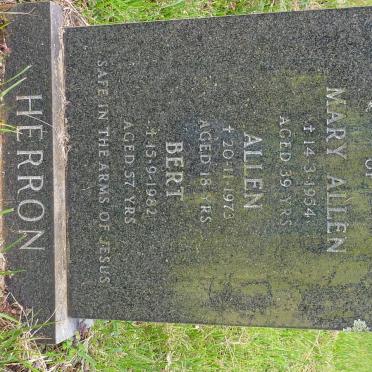 OF
MARY ALLEN
† 14-3-1954
AGED 39 YRS
ALLEN
† 20-11-1973
AGED 18 YRS
BERT
† 15-9-1982
AGED 57 YRS
SAFE IN THE ARMS OF JESUS
HERRON